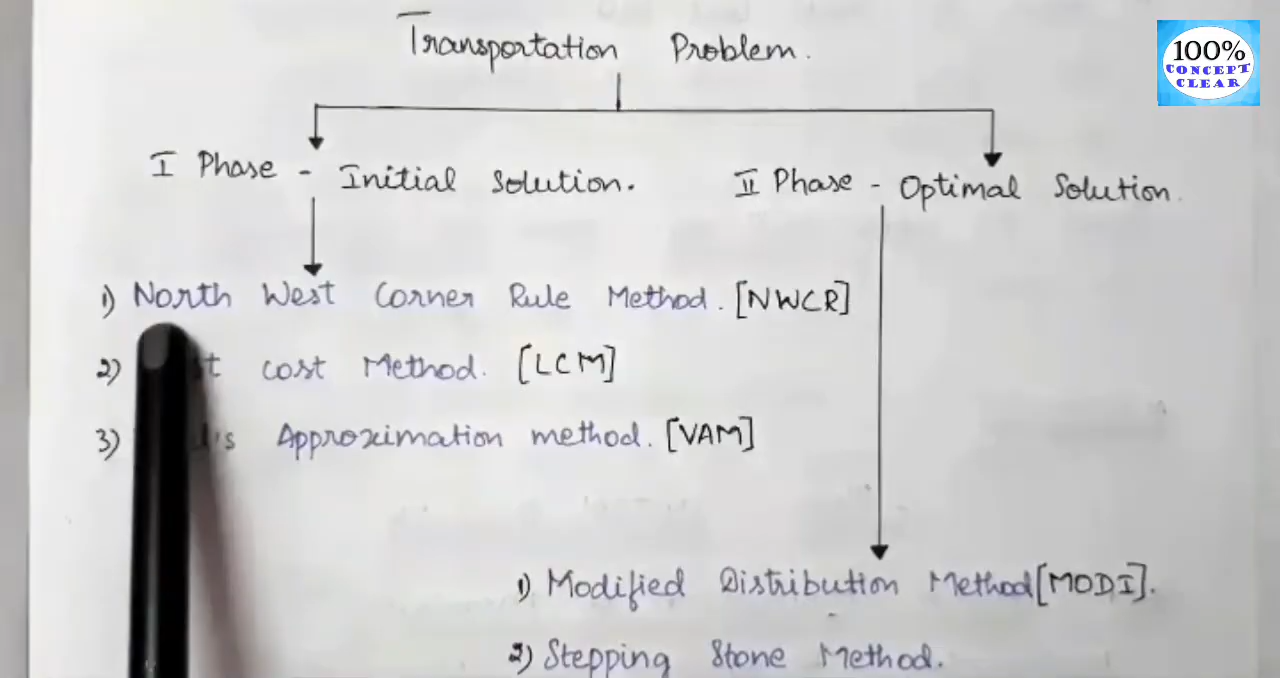 Transportation Problem.
100%
CONCEPT
CLEAR
I Phase - Initial Solution.
II Phase - Optimal Solution.
1) North West Corner Rule Method. [NWCR]
2) cost Method. [LCM]
3) Approximation method. [VAM]
1) Modified Distribution Method [MODI].
2) Stepping Stone Method.